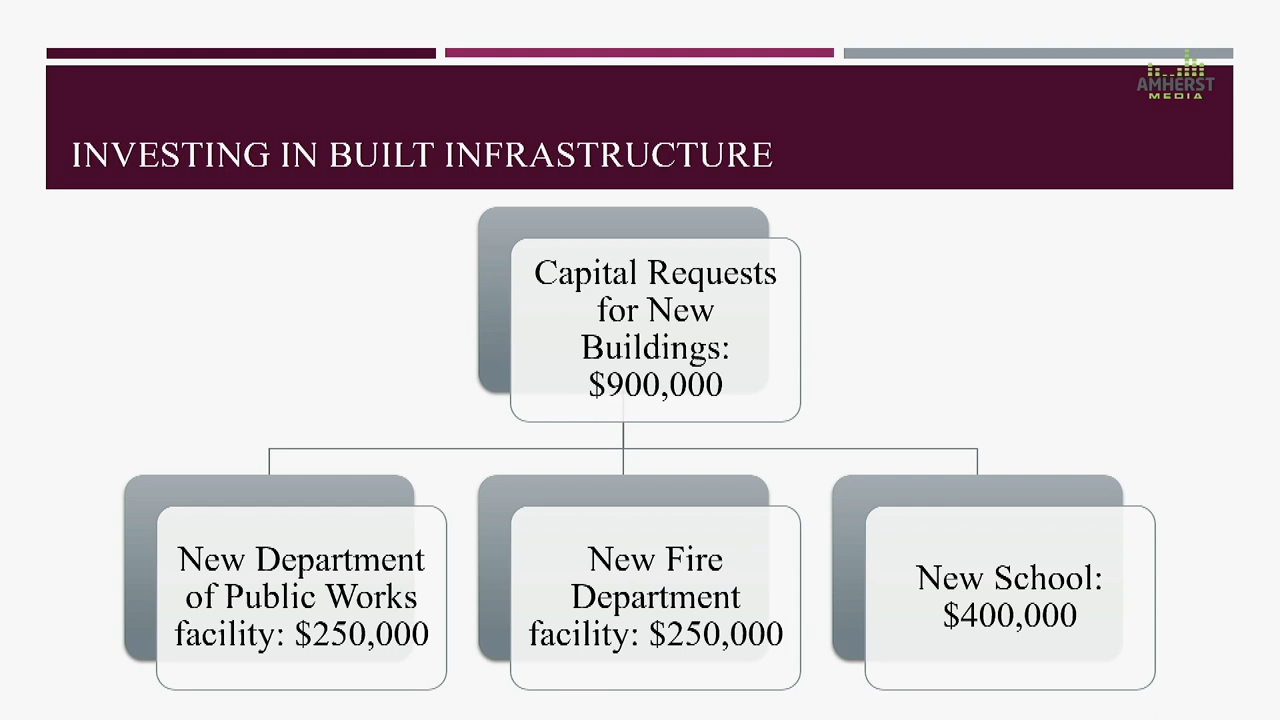 AMHERST
MEDIA
INVESTING IN BUILT INFRASTRUCTURE
Capital Requests
for New
Buildings:
$900,000
New Department
of Public Works
facility: $250,000
New Fire
Department
facility: $250,000
New School:
$400,000